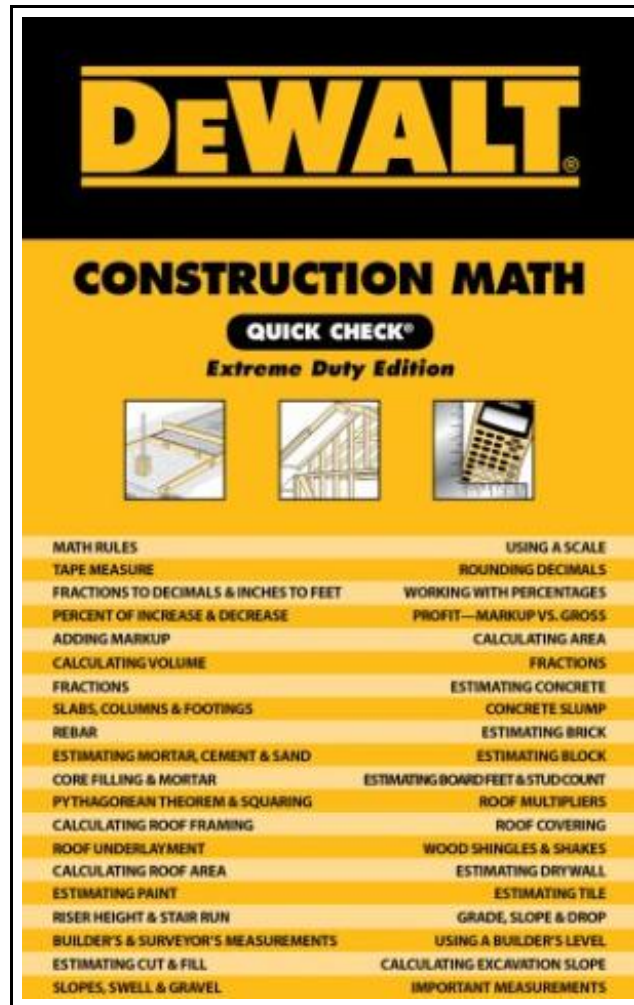 DEWALT®
CONSTRUCTION MATH
QUICK CHECK®
Extreme Duty Edition
MATH RULES USING A SCALE
TAPE MEASURE ROUNDING DECIMALS
FRACTIONS TO DECIMALS & INCHES TO FEET WORKING WITH PERCENTAGES
PERCENT OF INCREASE & DECREASE PROFIT—MARKUP VS. GROSS
ADDING MARKUP CALCULATING AREA
CALCULATING VOLUME FRACTIONS
FRACTIONS ESTIMATING CONCRETE
SLABS, COLUMNS & FOOTINGS CONCRETE SLUMP
REBAR ESTIMATING BRICK
ESTIMATING MORTAR, CEMENT & SAND ESTIMATING BLOCK
CORE FILLING & MORTAR ESTIMATING BOARD FEET & STUD COUNT
PYTHAGOREAN THEOREM & SQUARING ROOF MULTIPLIERS
CALCULATING ROOF FRAMING ROOF COVERING
ROOF UNDERLAYMENT WOOD SHINGLES & SHAKES
CALCULATING ROOF AREA ESTIMATING DRYWALL
ESTIMATING PAINT ESTIMATING TILE
RISER HEIGHT & STAIR RUN GRADE, SLOPE & DROP
BUILDER'S & SURVEYOR'S MEASUREMENTS USING A BUILDER'S LEVEL
ESTIMATING CUT & FILL CALCULATING EXCAVATION SLOPE
SLOPES, SWELL & GRAVEL IMPORTANT MEASUREMENTS